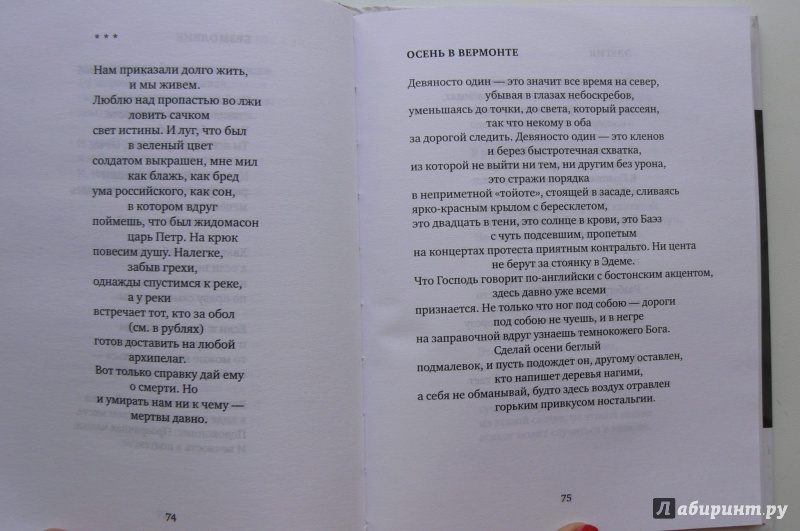 * * *
Нам приказали долго жить,
и мы живем.
Люблю над пропастью во лжи
ловить сачком
свет истины. И луг, что был
в зеленый цвет
солдатом выкрашен, мне мил
как блажь, как бред
ума российского, как сон,
в котором вдруг
поймешь, что был жидомасон
царь Петр. На крюк
повесим душу. Налегке,
забыв грехи,
однажды спустимся к реке,
а у реки
встречает тот, кто за обол
(см. в рублях)
готов доставить на любой
архипелаг.
Вот только справку дай ему
о смерти. Но
и умирать нам ни к чему —
мертвы давно.
74
ОСЕНЬ В ВЕРМОНТЕ
Девяносто один — это значит все время на север,
убывая в глазах небоскребов,
уменьшаясь до точки, до света, который рассеян,
так что некому в оба
за дорогой следить. Девяносто один — это кленов
и берез быстротечная схватка,
из которой не выйти ни тем, ни другим без урона,
это стражи порядка
в неприметной «тойоте», стоящей в засаде, сливаясь
ярко-красным крылом с бересклетом,
это двадцать в тени, это солнце в крови, это Баэз
с чуть подсевшим, пропетым
на концертах протеста приятным контральто. Ни цента
не берут за стоянку в Эдеме.
Что Господь говорит по-английски с бостонским акцентом,
здесь давно уже всеми
признается. Не только что ног под собою — дороги
под собою не чуешь, и в негре
на заправочной вдруг узнаешь темнокожего Бога.
Сделай осени беглый
подмалевок, и пусть подождет он, другому оставлен,
кто напишет деревья нагими,
а себя не обманывай, будто здесь воздух отравлен
горьким привкусом ностальгии.
75
Лабиринт.ру